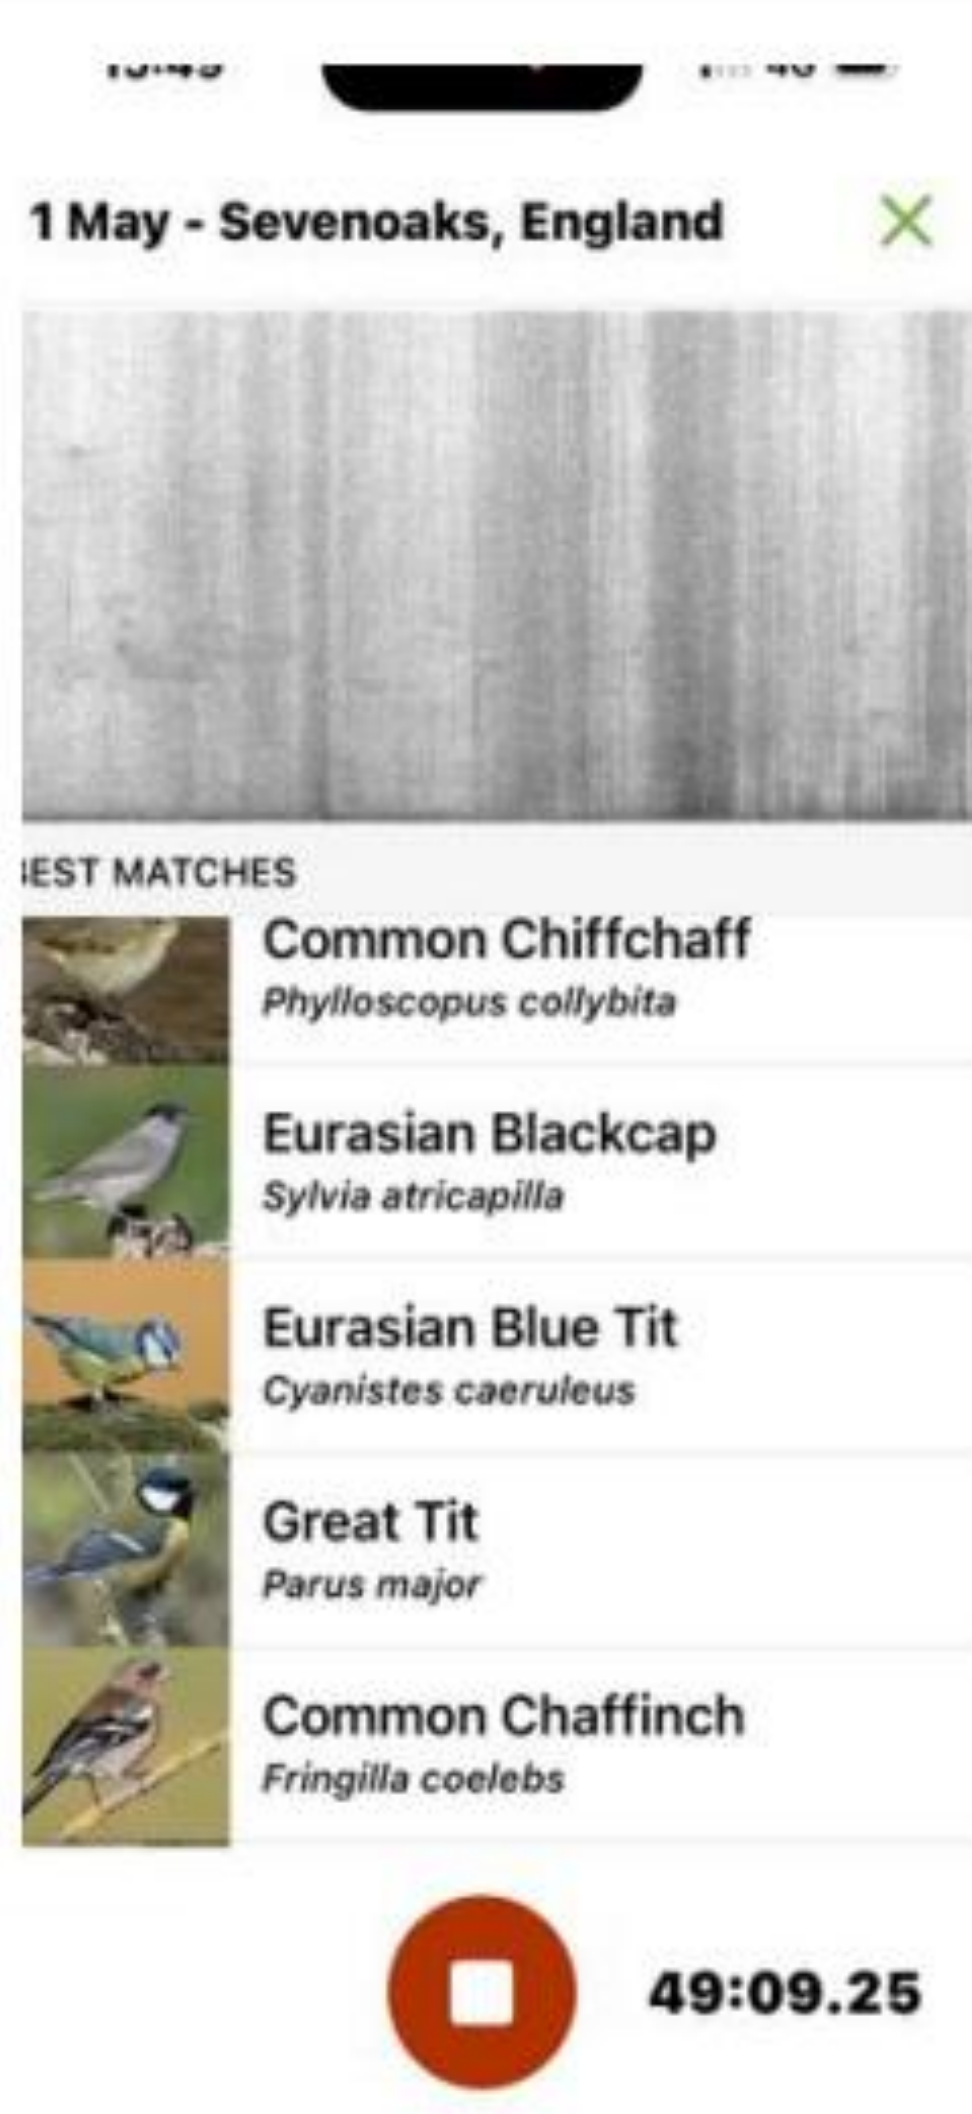 1 May - Sevenoaks, England
BEST MATCHES
Common Chiffchaff
Phylloscopus collybita
Eurasian Blackcap
Sylvia atricapilla
Eurasian Blue Tit
Cyanistes caeruleus
Great Tit
Parus major
Common Chaffinch
Fringilla coelebs
49:09.25